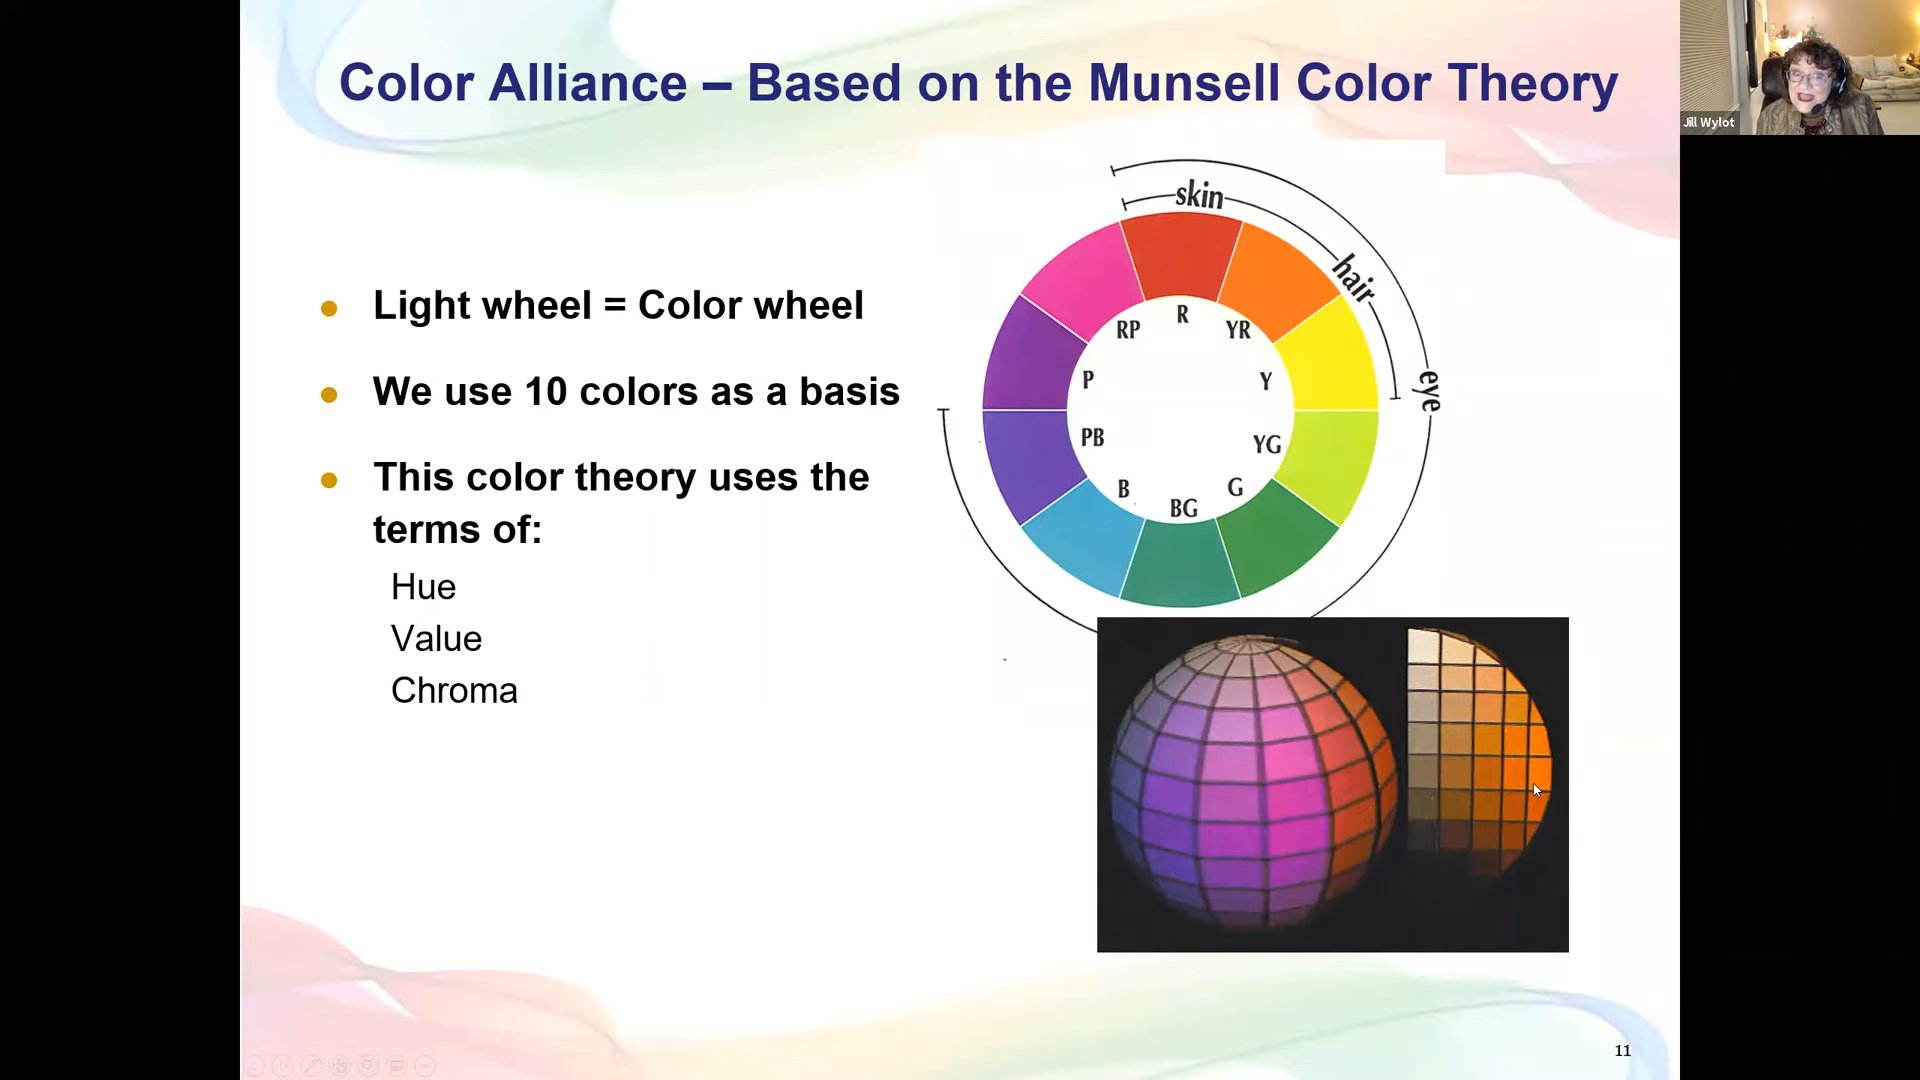 Color Alliance – Based on the Munsell Color Theory
Jill Wylot
● Light wheel = Color wheel
● We use 10 colors as a basis
● This color theory uses the
terms of:
Hue
Value
Chroma
skin
hair
eye
R
RP
YR
P
Y
PB
YG
B
G
BG
11